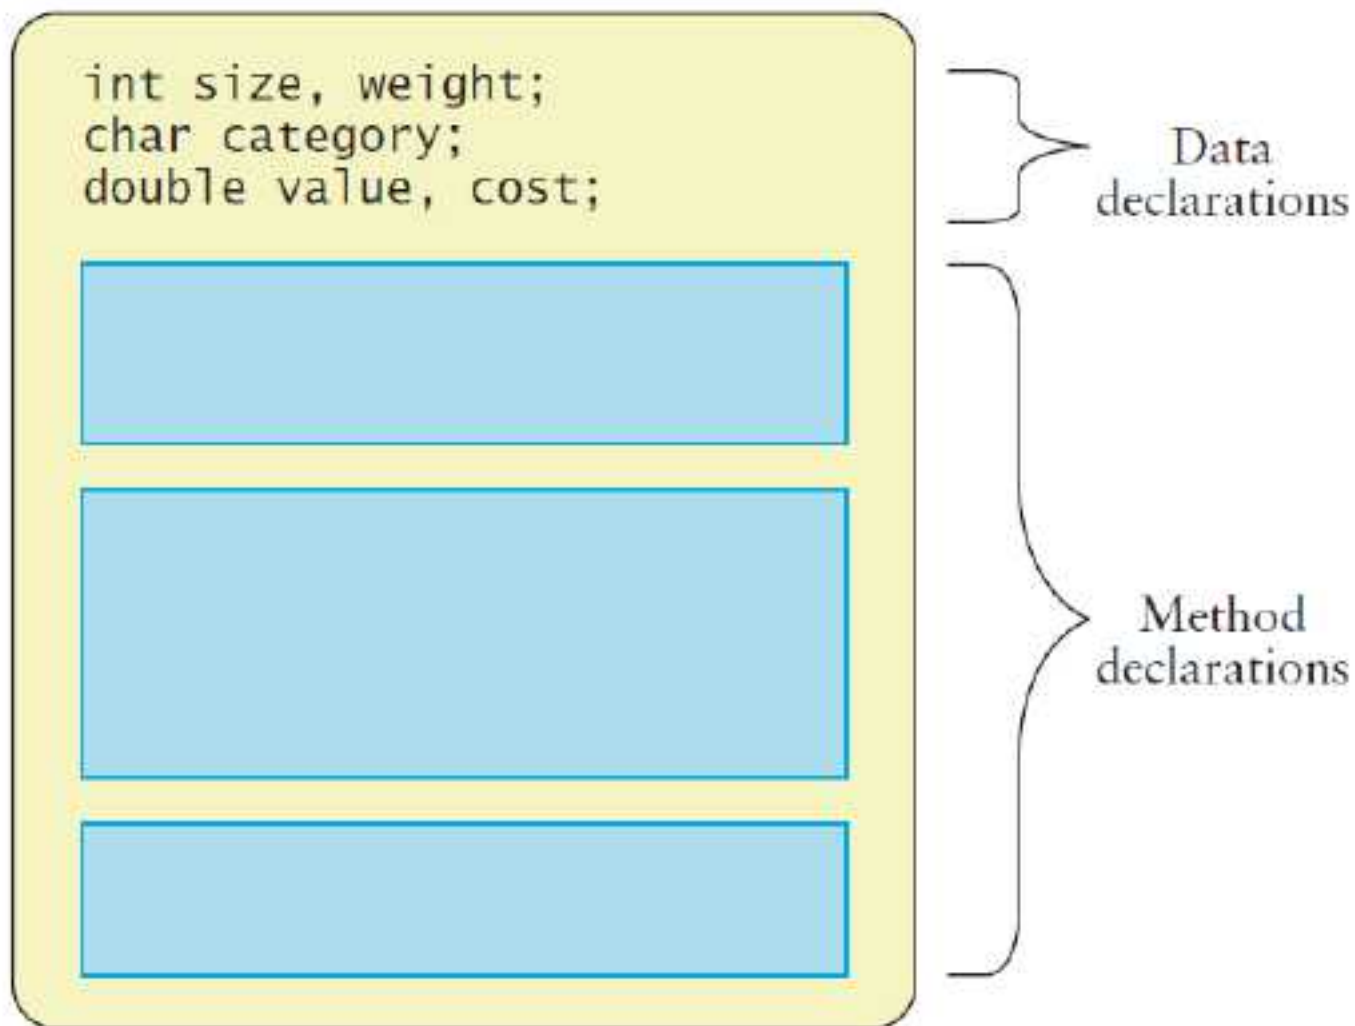 int size, weight;
char category;
double value, cost;
Data
declarations
Method
declarations